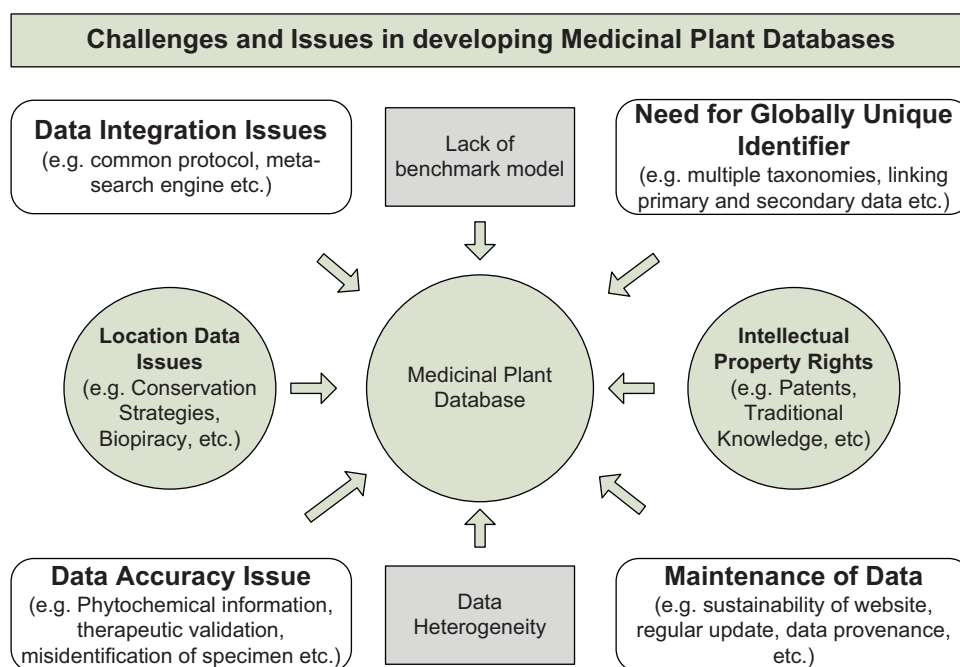 Challenges and Issues in developing Medicinal Plant Databases
Data Integration Issues
(e.g. common protocol, meta-
search engine etc.)
Lack of
benchmark model
Need for Globally Unique
Identifier
(e.g. multiple taxonomies, linking
primary and secondary data etc.)
Location Data
Issues
(e.g. Conservation
Strategies,
Biopiracy, etc.)
Medicinal Plant
Database
Intellectual
Property Rights
(e.g. Patents,
Traditional
Knowledge, etc)
Data Accuracy Issue
(e.g. Phytochemical information,
therapeutic validation,
misidentification of specimen etc.)
Data
Heterogeneity
Maintenance of Data
(e.g. sustainability of website,
regular update, data provenance,
etc.)